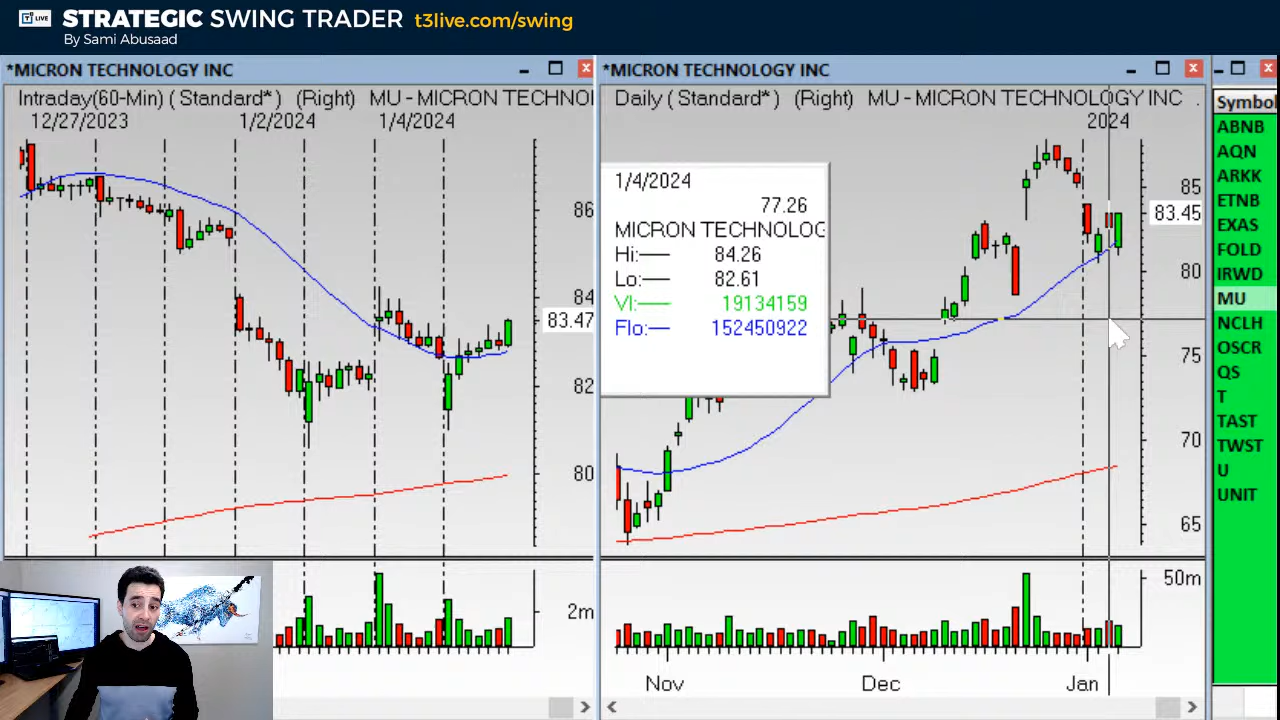 LIVE STRATEGIC SWING TRADER t3live.com/swing
By Sami Abusaad
*MICRON TECHNOLOGY INC
Intraday(60-Min) ( Standard* ) (Right) MU - MICRON TECHNOL
12/27/2023 1/2/2024 1/4/2024
86
84
83.47
82
80
2m
*MICRON TECHNOLOGY INC
Daily ( Standard* ) (Right) MU - MICRON TECHNOLOGY INC .
2024
1/4/2024
77.26
MICRON TECHNOLOG
Hi: 84.26
Lo: 82.61
Vl: 19134159
Flo: 152450922
85
83.45
80
75
70
65
50m
Nov Dec Jan
Symbol
ABNB
AQN
ARKK
ETNB
EXAS
FOLD
IRWD
MU
NCLH
OSCR
QS
T
TAST
TWST
U
UNIT